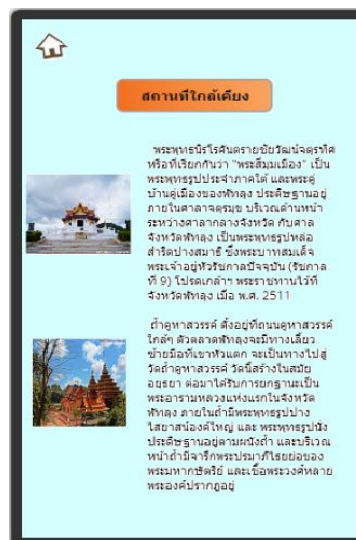 สถานที่ใกล้เคียง
พระพุทธนิรโรคันตรายชัยวัฒน์จตุรทิศ
หรือที่เรียกกันว่า "พระสี่มุมเมือง" เป็น
พระพุทธรูปประจำภาคใต้ และพระคู่
บ้านคู่เมืองของพัทลุง ประดิษฐานอยู่
ภายในศาลาจตุรมุข บริเวณด้านหน้า
ระหว่างศาลากลางจังหวัด กับศาล
จังหวัดพัทลุง เป็นพระพุทธรูปหล่อ
สำริดปางสมาธิ ซึ่งพระบาทสมเด็จ
พระเจ้าอยู่หัวรัชกาลปัจจุบัน (รัชกาล
ที่ 9) โปรดเกล้าฯ พระราชทานไว้ที่
จังหวัดพัทลุง เมื่อ พ.ศ. 2511
ถ้ำคูหาสวรรค์ ตั้งอยู่ที่ถนนคูหาสวรรค์
ใกล้ๆ ตัวตลาดพัทลุงจะมีทางเลี้ยว
ซ้ายมือที่เขาหัวแตก จะเป็นทางไปสู่
วัดถ้ำคูหาสวรรค์ วัดนี้สร้างในสมัย
อยุธยา ต่อมาได้รับการยกฐานะเป็น
พระอารามหลวงแห่งแรกในจังหวัด
พัทลุง ภายในถ้ำมีพระพุทธรูปปาง
ไสยาสน์องค์ใหญ่ และ พระพุทธรูปนั่ง
ประดิษฐานอยู่ตามผนังถ้ำ และบริเวณ
หน้าถ้ำมีจารึกพระปรมาภิไธยย่อของ
พระมหากษัตริย์ และเชื้อพระวงศ์หลาย
พระองค์ปรากฏอยู่